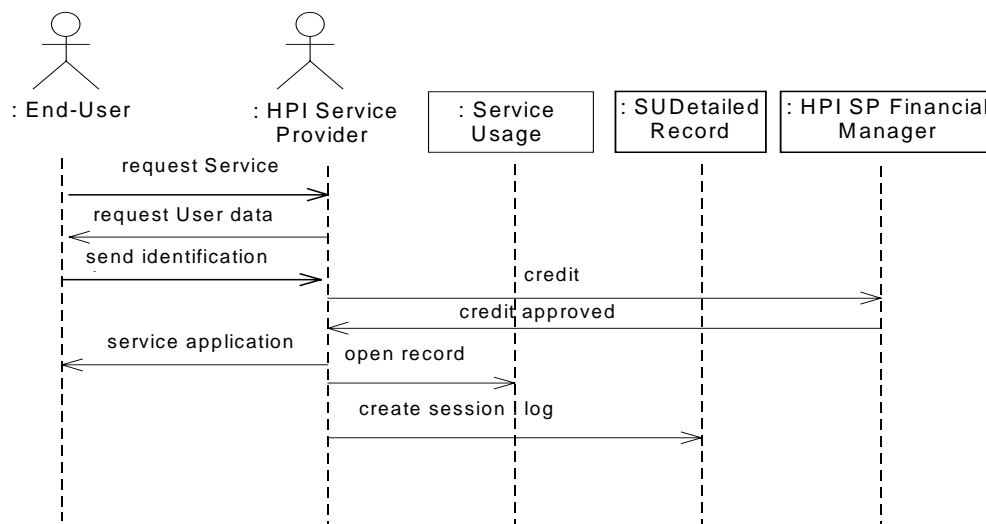 : End-User
: HPI Service
Provider
: Service
Usage
: SUDetailed
Record
: HPI SP Financial
Manager
request Service
request User data
send identification
credit
credit approved
service application
open record
create session log